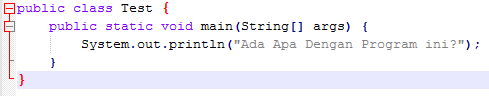 public class Test {
public static void main(String[] args) {
System.out.println("Ada Apa Dengan Program ini?");
}
}